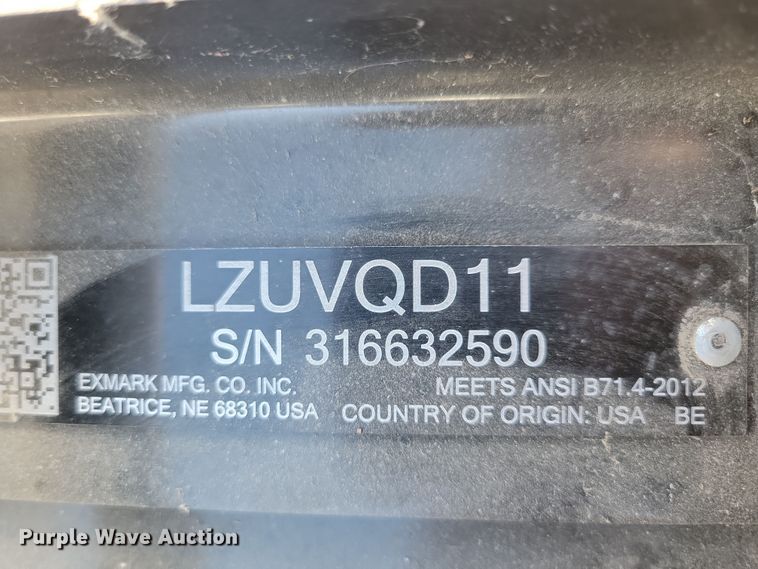 LZUVQD11
S/N 316632590
EXMARK MFG. CO. INC. MEETS ANSI B71.4-2012
BEATRICE, NE 68310 USA COUNTRY OF ORIGIN: USA BE
Purple Wave Auction